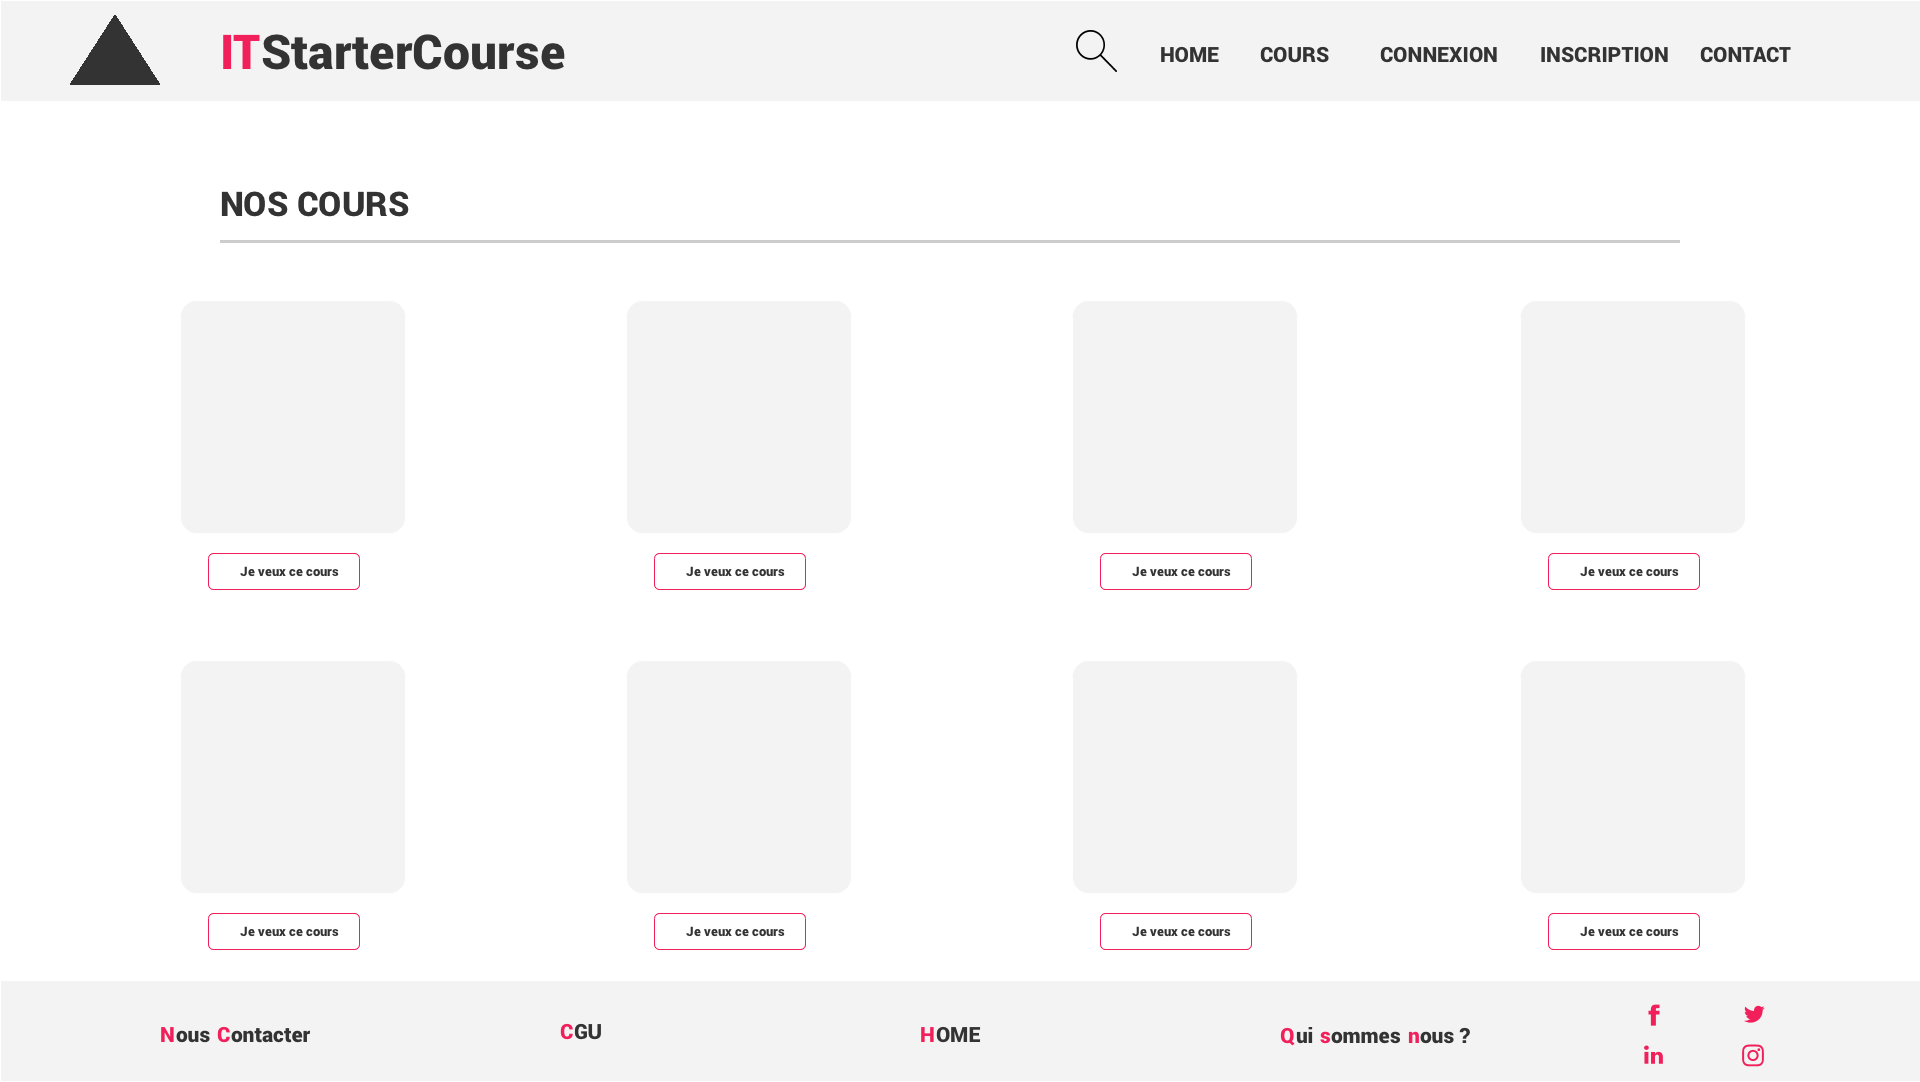 ITStarterCourse
HOME COURS CONNEXION INSCRIPTION CONTACT
NOS COURS
Je veux ce cours Je veux ce cours Je veux ce cours Je veux ce cours
Je veux ce cours Je veux ce cours Je veux ce cours Je veux ce cours
Nous Contacter CGU HOME Qui sommes nous ?